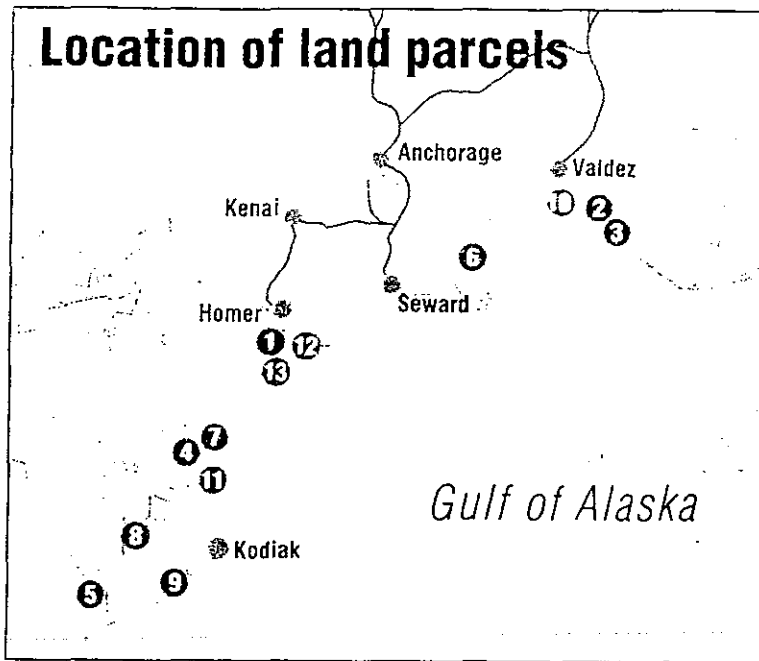 Location of land parcels
Anchorage
Valdez
2
3
Kenai
6
Seward
Homer
1
12
13
7
4
11
Gulf of Alaska
8
Kodiak
9
5